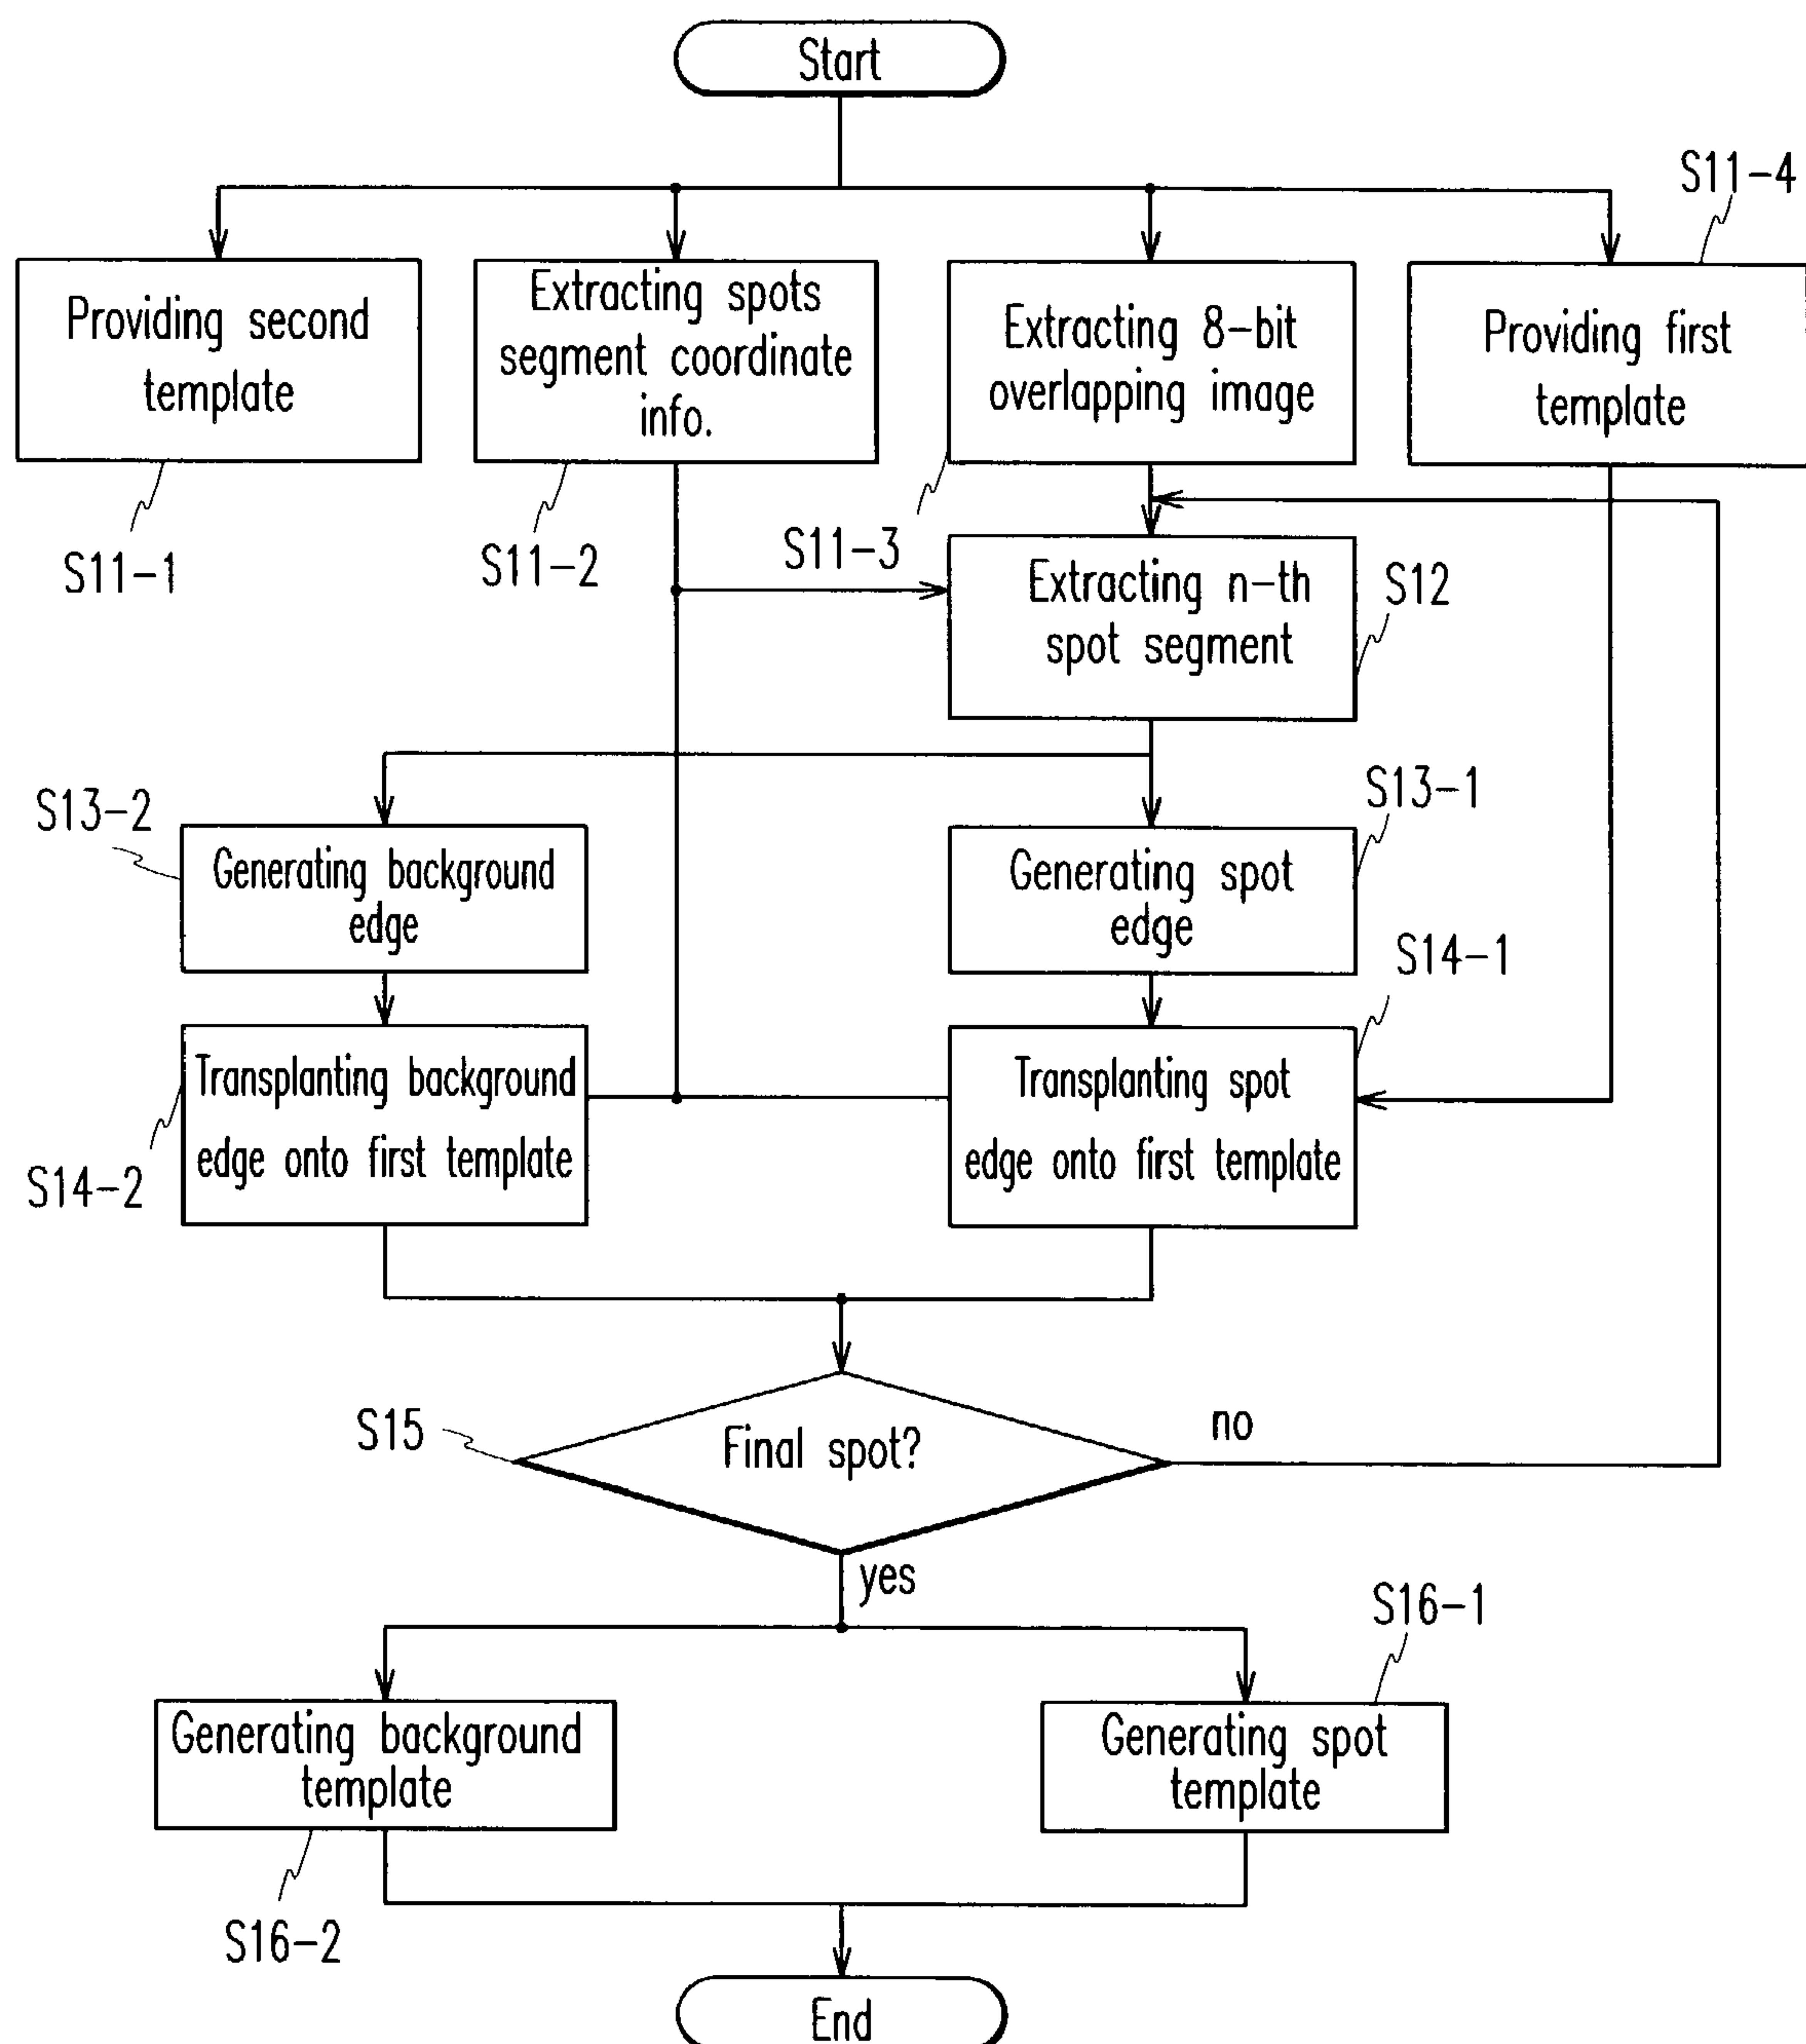 Start
S11-4
Providing second
template
Extracting spots
segment coordinate
info.
Extracting 8-bit
overlapping image
Providing first
template
S11-1
S11-2
S11-3
Extracting n-th
spot segment
S12
S13-2
S13-1
Generating background
edge
Generating spot
edge
S14-1
Transplanting background
edge onto first template
Transplanting spot
edge onto first template
S14-2
S15
Final spot?
no
yes
S16-1
Generating background
template
Generating spot
template
S16-2
End